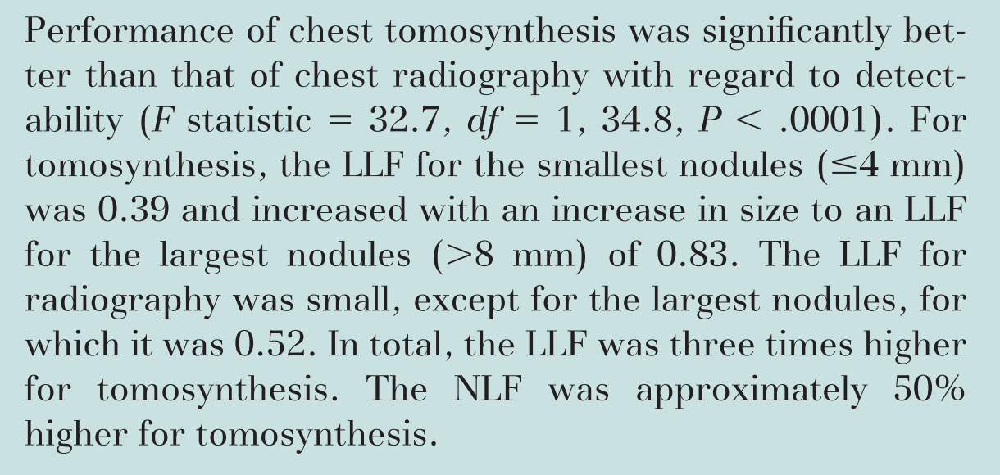 Performance of chest tomosynthesis was significantly bet-
ter than that of chest radiography with regard to detect-
ability (F statistic = 32.7, df = 1, 34.8, P < .0001). For
tomosynthesis, the LLF for the smallest nodules (≤4 mm)
was 0.39 and increased with an increase in size to an LLF
for the largest nodules (>8 mm) of 0.83. The LLF for
radiography was small, except for the largest nodules, for
which it was 0.52. In total, the LLF was three times higher
for tomosynthesis. The NLF was approximately 50%
higher for tomosynthesis.